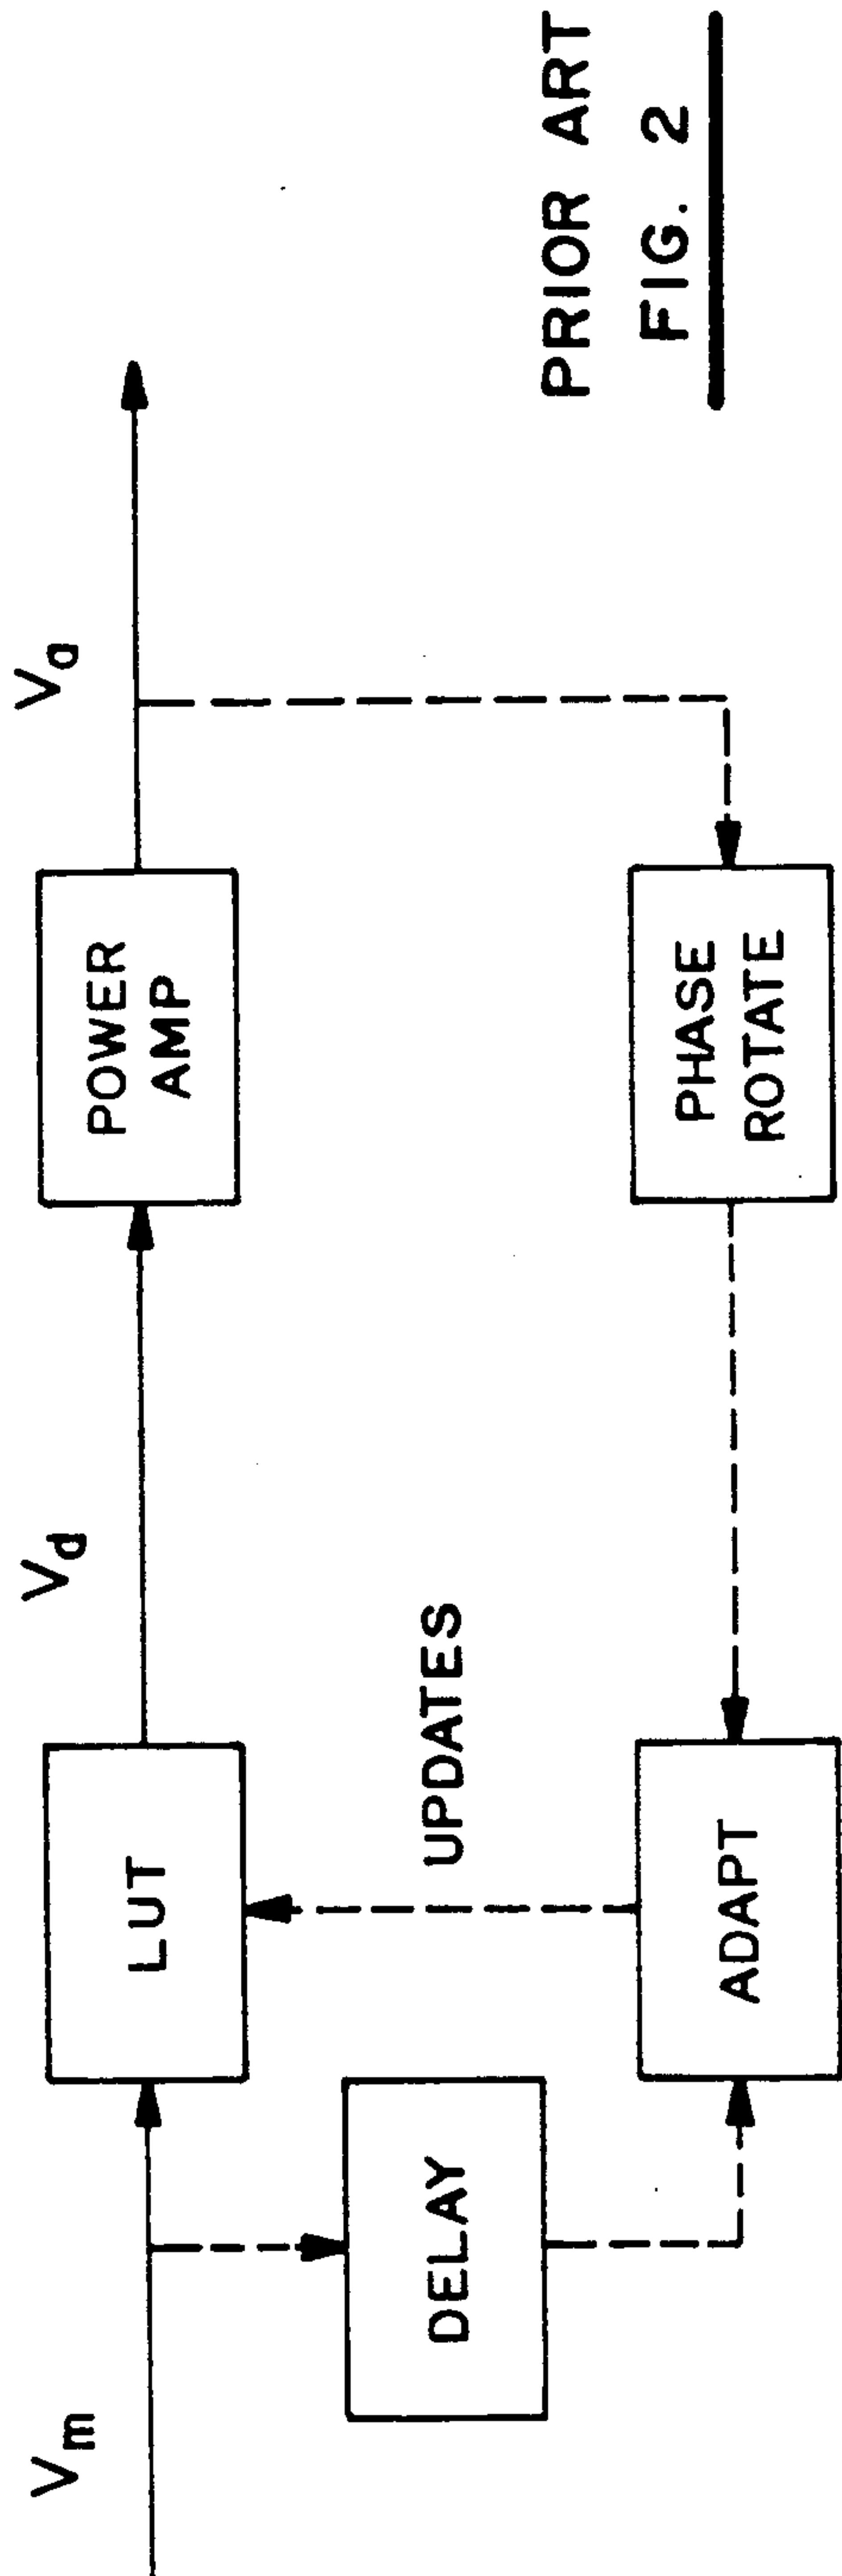 Vm
LUT
Vd
POWER
AMP
Va
DELAY
UPDATES
ADAPT
PHASE
ROTATE
PRIOR ART
FIG. 2